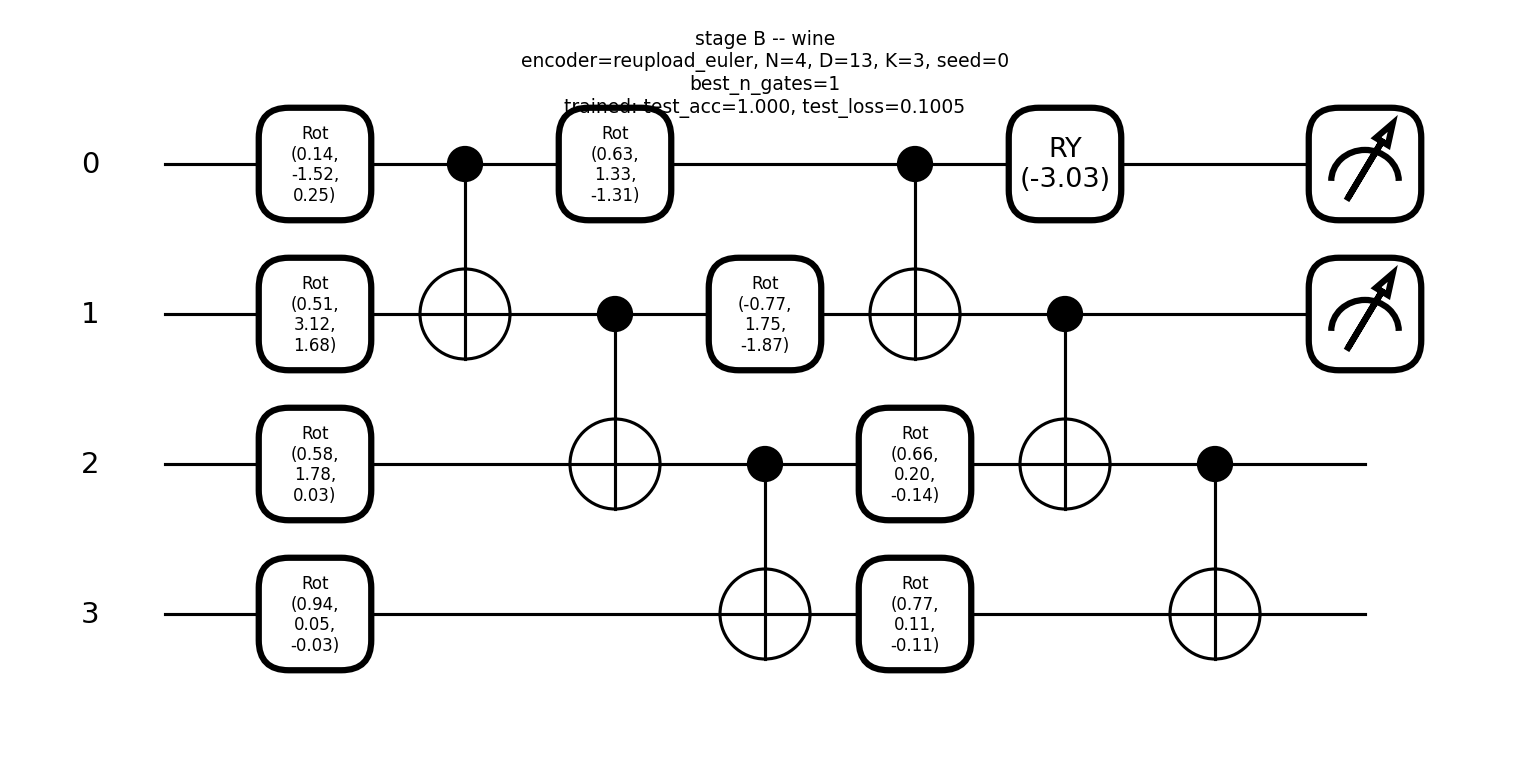 stage B -- wine
encoder=reupload_euler, N=4, D=13, K=3, seed=0
best_n_gates=1
trained: test_acc=1.000, test_loss=0.1005
0
Rot
(0.14,
-1.52,
0.25)
Rot
(0.63,
1.33,
-1.31)
RY
(-3.03)
1
Rot
(0.51,
3.12,
1.68)
Rot
(-0.77,
1.75,
-1.87)
2
Rot
(0.58,
1.78,
0.03)
Rot
(0.66,
0.20,
-0.14)
3
Rot
(0.94,
0.05,
-0.03)
Rot
(0.77,
0.11,
-0.11)